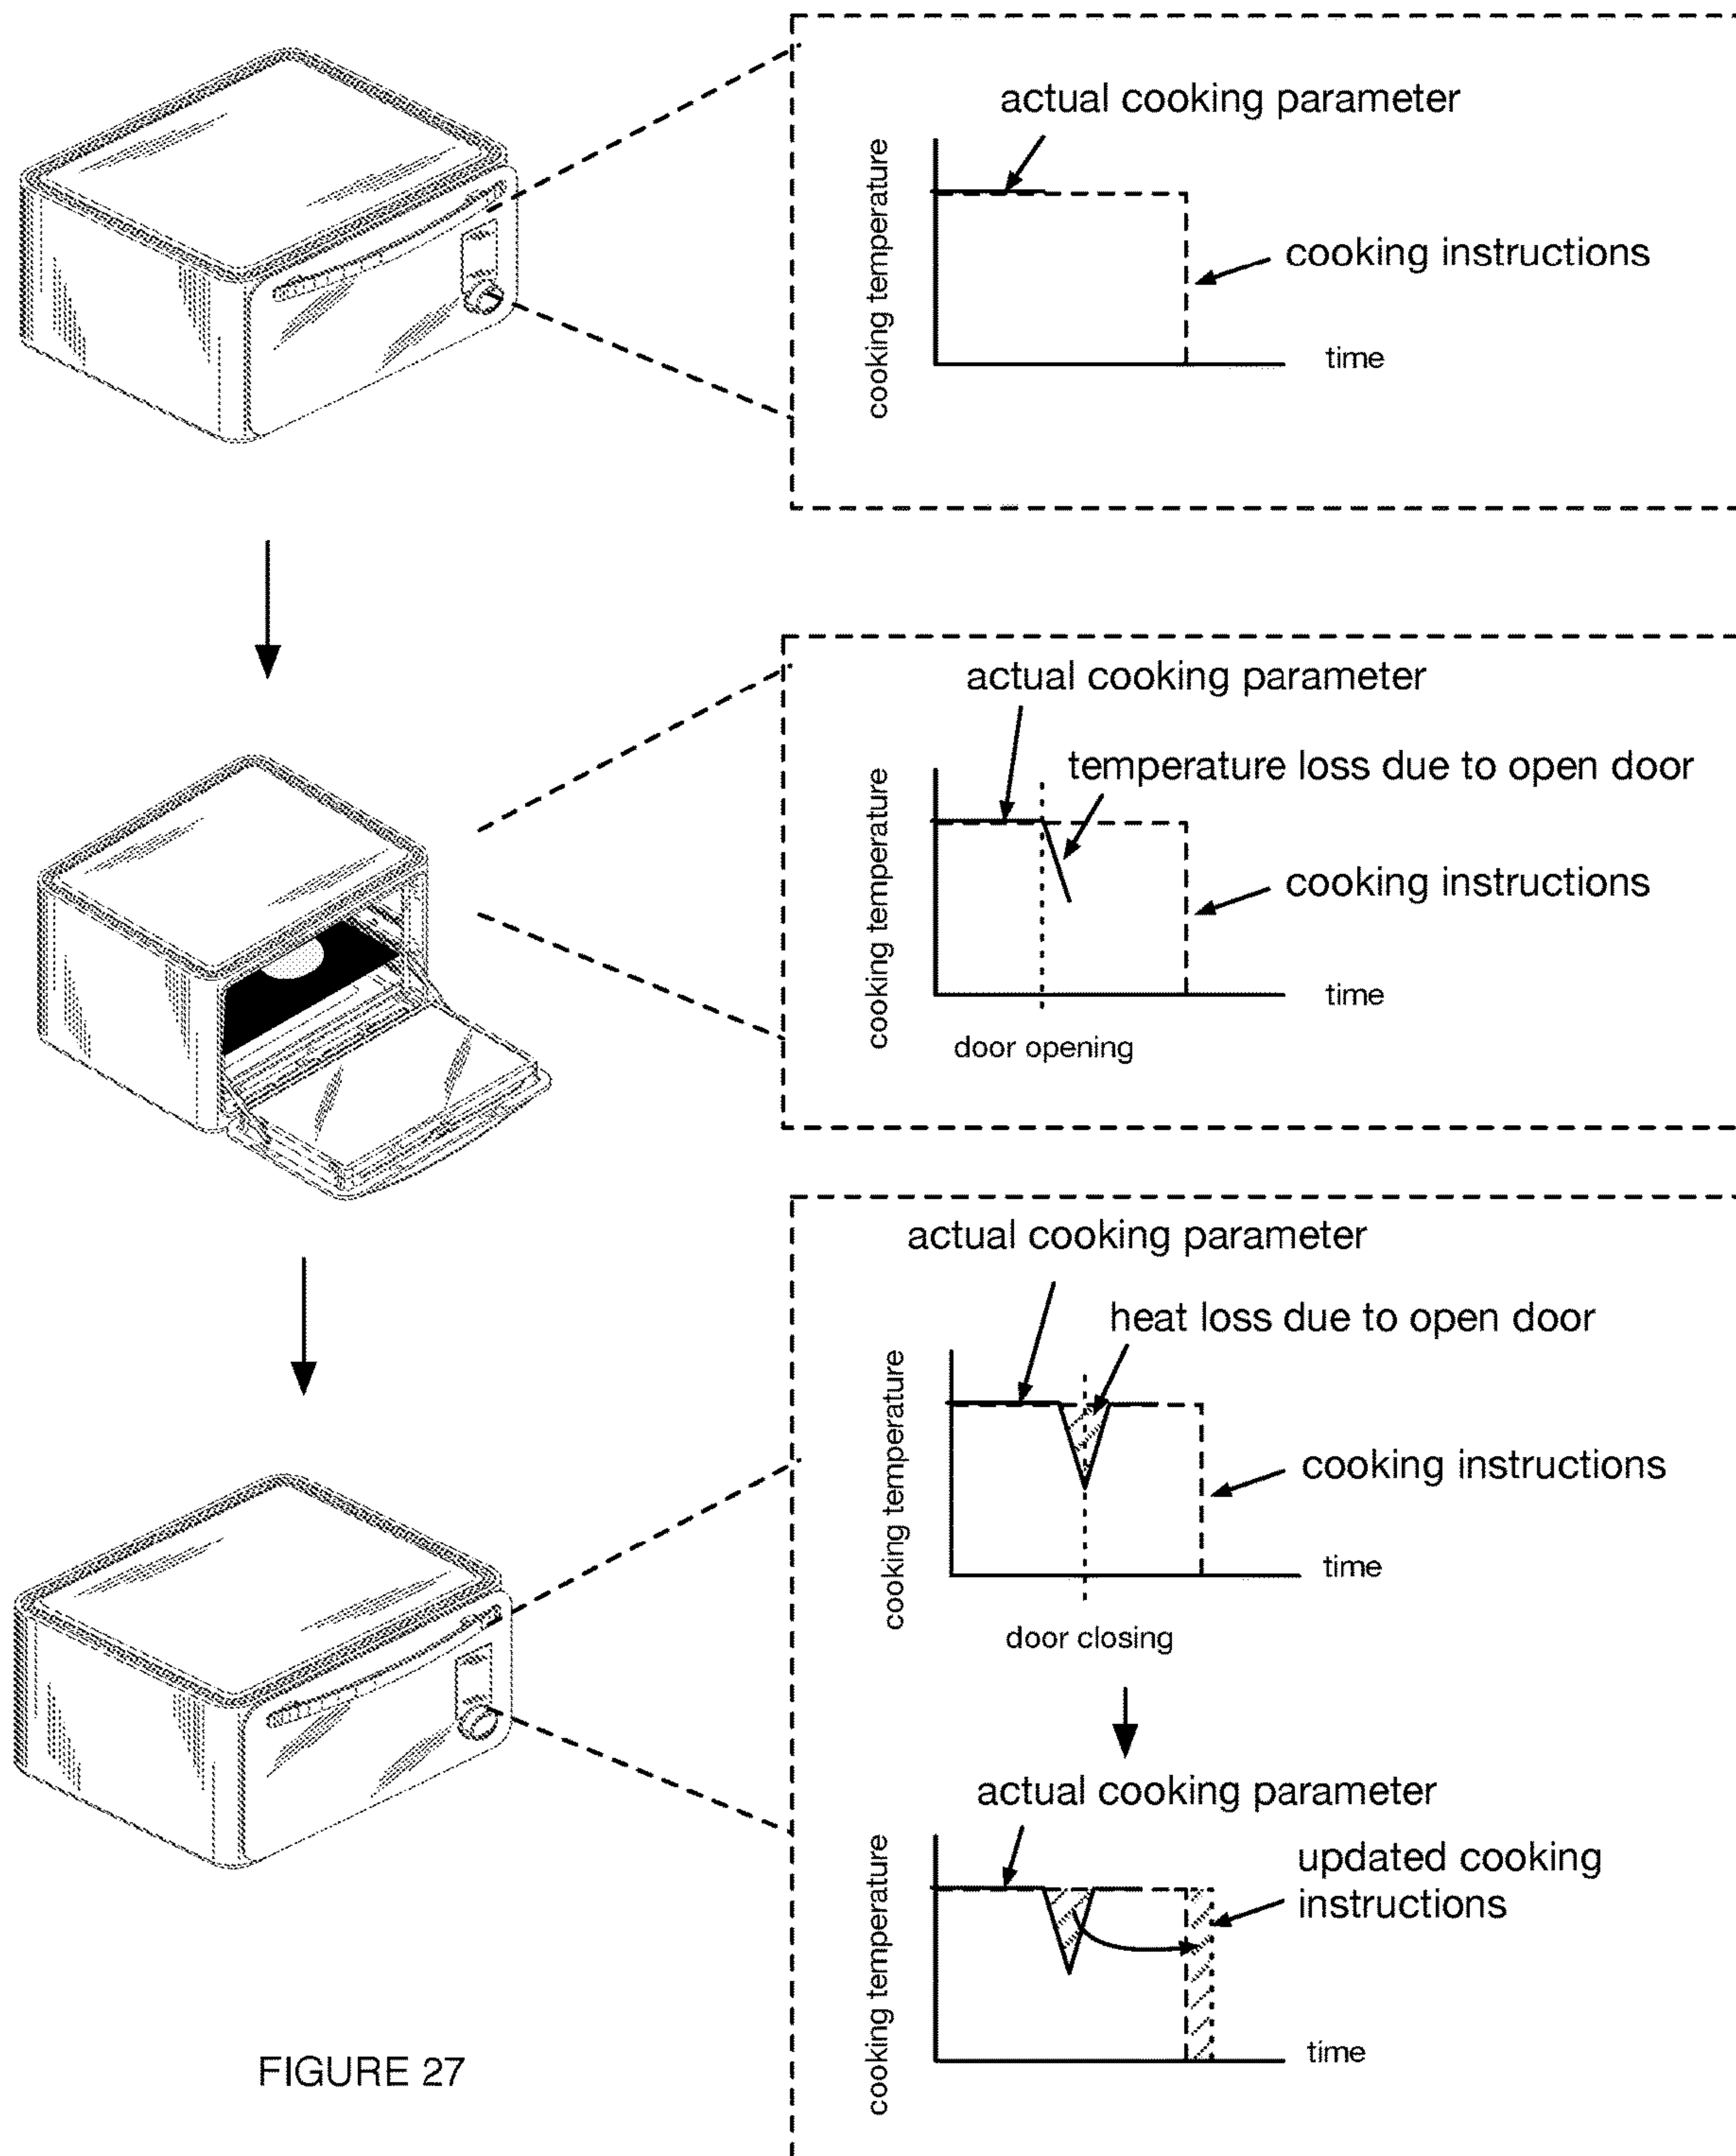 actual cooking parameter
cooking temperature
cooking instructions
time
actual cooking parameter
temperature loss due to open door
cooking temperature
cooking instructions
time
door opening
actual cooking parameter
heat loss due to open door
cooking temperature
cooking instructions
time
door closing
actual cooking parameter
updated cooking
instructions
cooking temperature
time
FIGURE 27